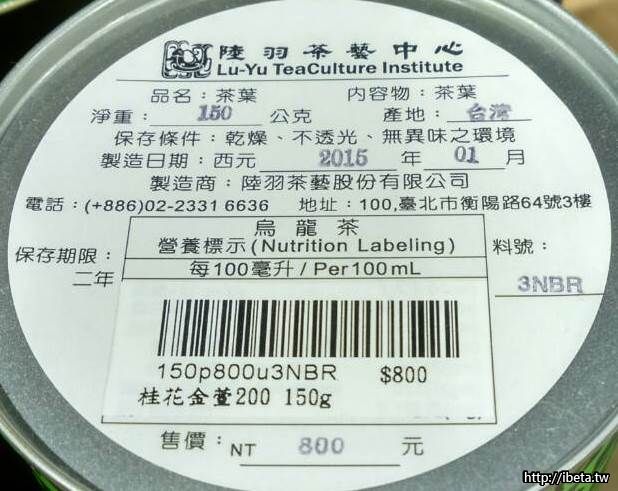 陸羽茶藝中心
Lu-Yu TeaCulture Institute
品名：茶葉 內容物：茶葉
淨重：150 公克 產地：台灣
保存條件：乾燥、不透光、無異味之環境
製造日期：西元 2015 年 01 月
製造商：陸羽茶藝股份有限公司
電話：(+886)02-2331 6636 地址：100,臺北市衡陽路64號3樓
烏龍茶
保存期限：二年
營養標示(Nutrition Labeling)
每100毫升/Per100mL
料號：
3NBR
150p800u3NBR $800
桂花金萱200 150g
售價：NT 800 元
http://ibeta.tw